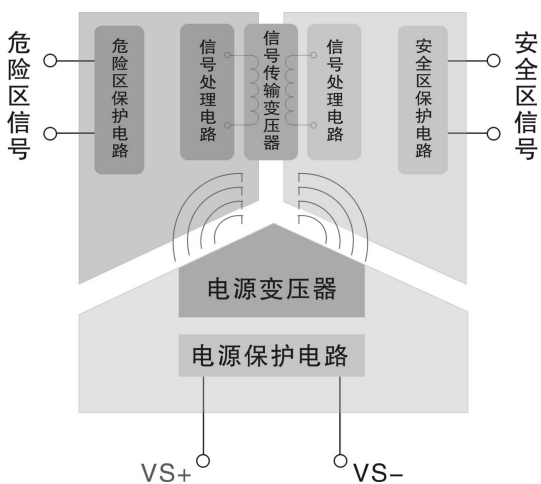 危险区信号
危险区保护电路
信号处理电路
信号传输变压器
信号处理电路
安全区保护电路
安全区信号
电源变压器
电源保护电路
VS+
VS-